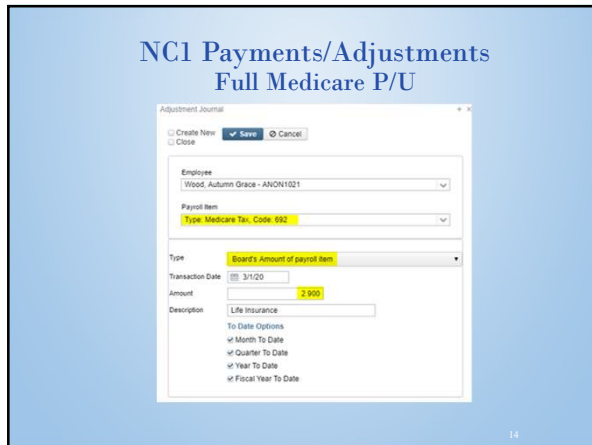 NC1 Payments/Adjustments
Full Medicare P/U
Adjustment Journal
Create New
Save
Cancel
Close
Employee
Wood, Autumn Grace - ANON1021
Payroll Item
Type: Medicare Tax, Code: 692
Type
Board's Amount of payroll item
Transaction Date
3/1/20
Amount
2.900
Description
Life Insurance
To Date Options
Month To Date
Quarter To Date
Year To Date
Fiscal Year To Date
14